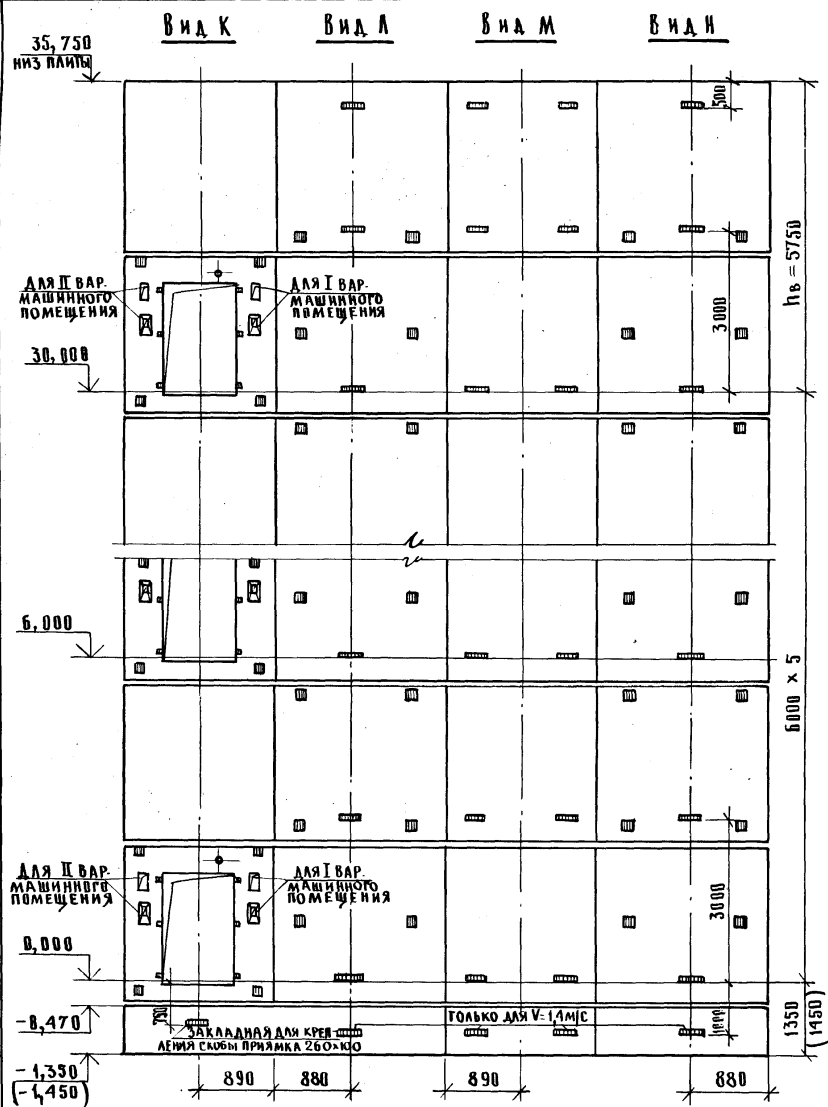 Вид К
Вид Л
Вид М
Вид Н
35,750
НИЗ ПЛИТЫ
500
hв = 5750
ДЛЯ II ВАР.
МАШИННОГО
ПОМЕЩЕНИЯ
ДЛЯ I ВАР.
МАШИННОГО
ПОМЕЩЕНИЯ
3000
30,000
6,000
6000 х 5
ДЛЯ II ВАР.
МАШИННОГО
ПОМЕЩЕНИЯ
ДЛЯ I ВАР.
МАШИННОГО
ПОМЕЩЕНИЯ
3000
0,000
-0,470
750
ЗАКЛАДНАЯ ДЛЯ КРЕП-
ЛЕНИЯ СКОБЫ ПРИЯМКА 260х100
ТОЛЬКО ДЛЯ V=1,4М/С
1000
1350
(1450)
-1,350
(-1,450)
890
880
890
880